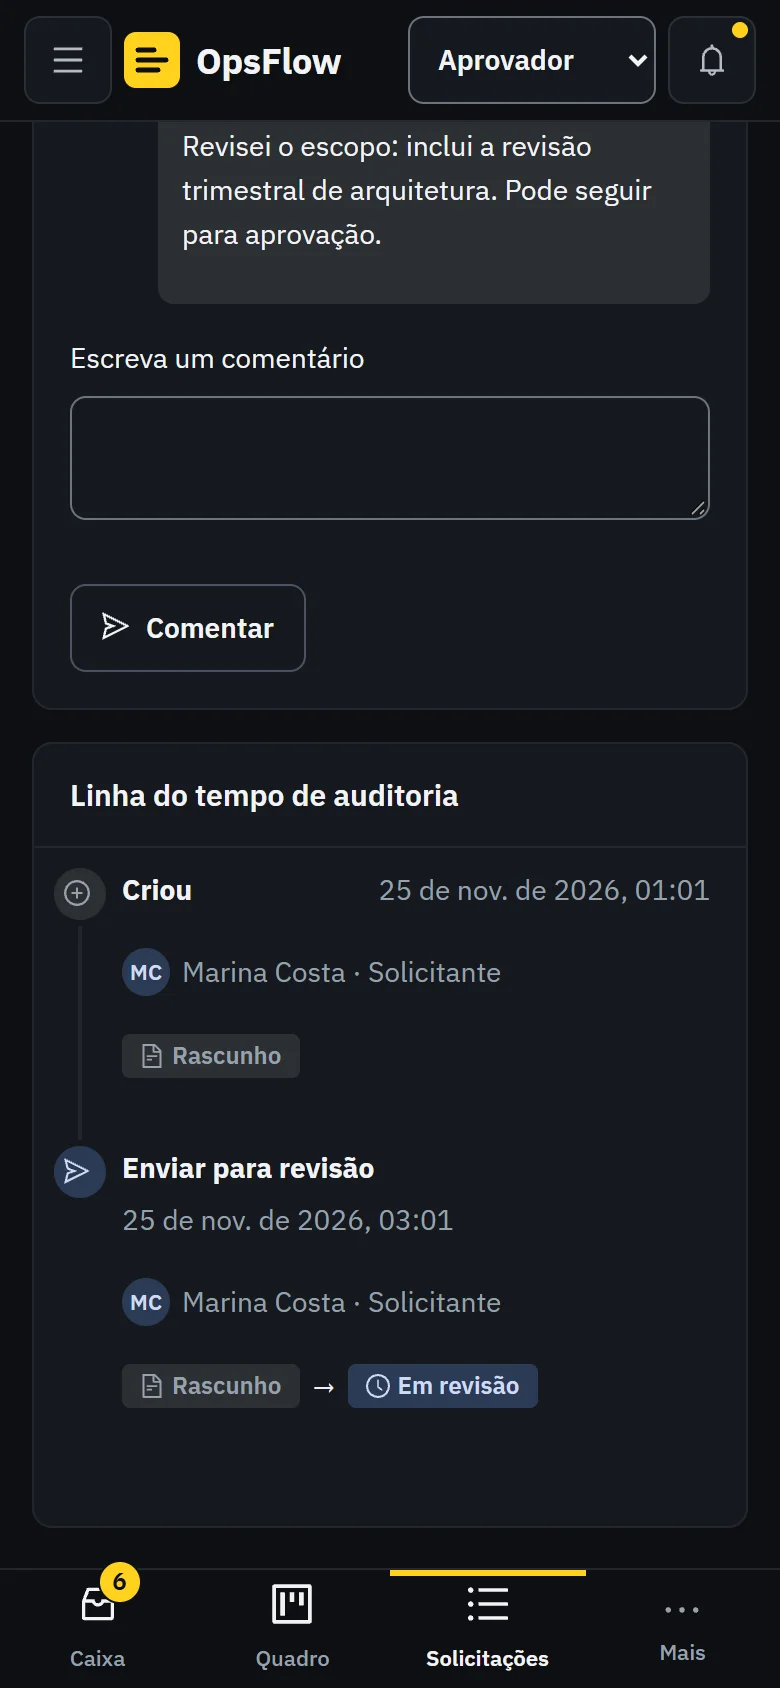 OpsFlow
Aprovador
Revisei o escopo: inclui a revisão
trimestral de arquitetura. Pode seguir
para aprovação.
Escreva um comentário
Comentar
Linha do tempo de auditoria
Criou 25 de nov. de 2026, 01:01
MC Marina Costa · Solicitante
Rascunho
Enviar para revisão
25 de nov. de 2026, 03:01
MC Marina Costa · Solicitante
Rascunho → Em revisão
6
Caixa Quadro Solicitações Mais